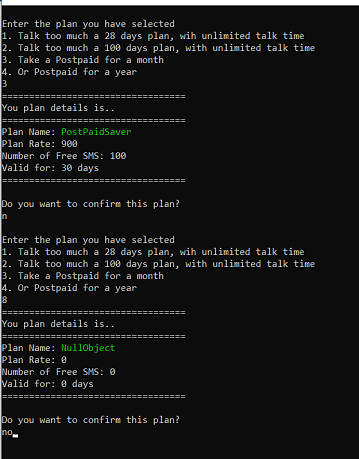 Enter the plan you have selected
1. Talk too much a 28 days plan, wih unlimited talk time
2. Talk too much a 100 days plan, with unlimited talk time
3. Take a Postpaid for a month
4. Or Postpaid for a year
3
==================================
You plan details is..
==================================
Plan Name: PostPaidSaver
Plan Rate: 900
Number of Free SMS: 100
Valid for: 30 days
==================================
Do you want to confirm this plan?
n
Enter the plan you have selected
1. Talk too much a 28 days plan, wih unlimited talk time
2. Talk too much a 100 days plan, with unlimited talk time
3. Take a Postpaid for a month
4. Or Postpaid for a year
8
==================================
You plan details is..
==================================
Plan Name: NullObject
Plan Rate: 0
Number of Free SMS: 0
Valid for: 0 days
==================================
Do you want to confirm this plan?
no